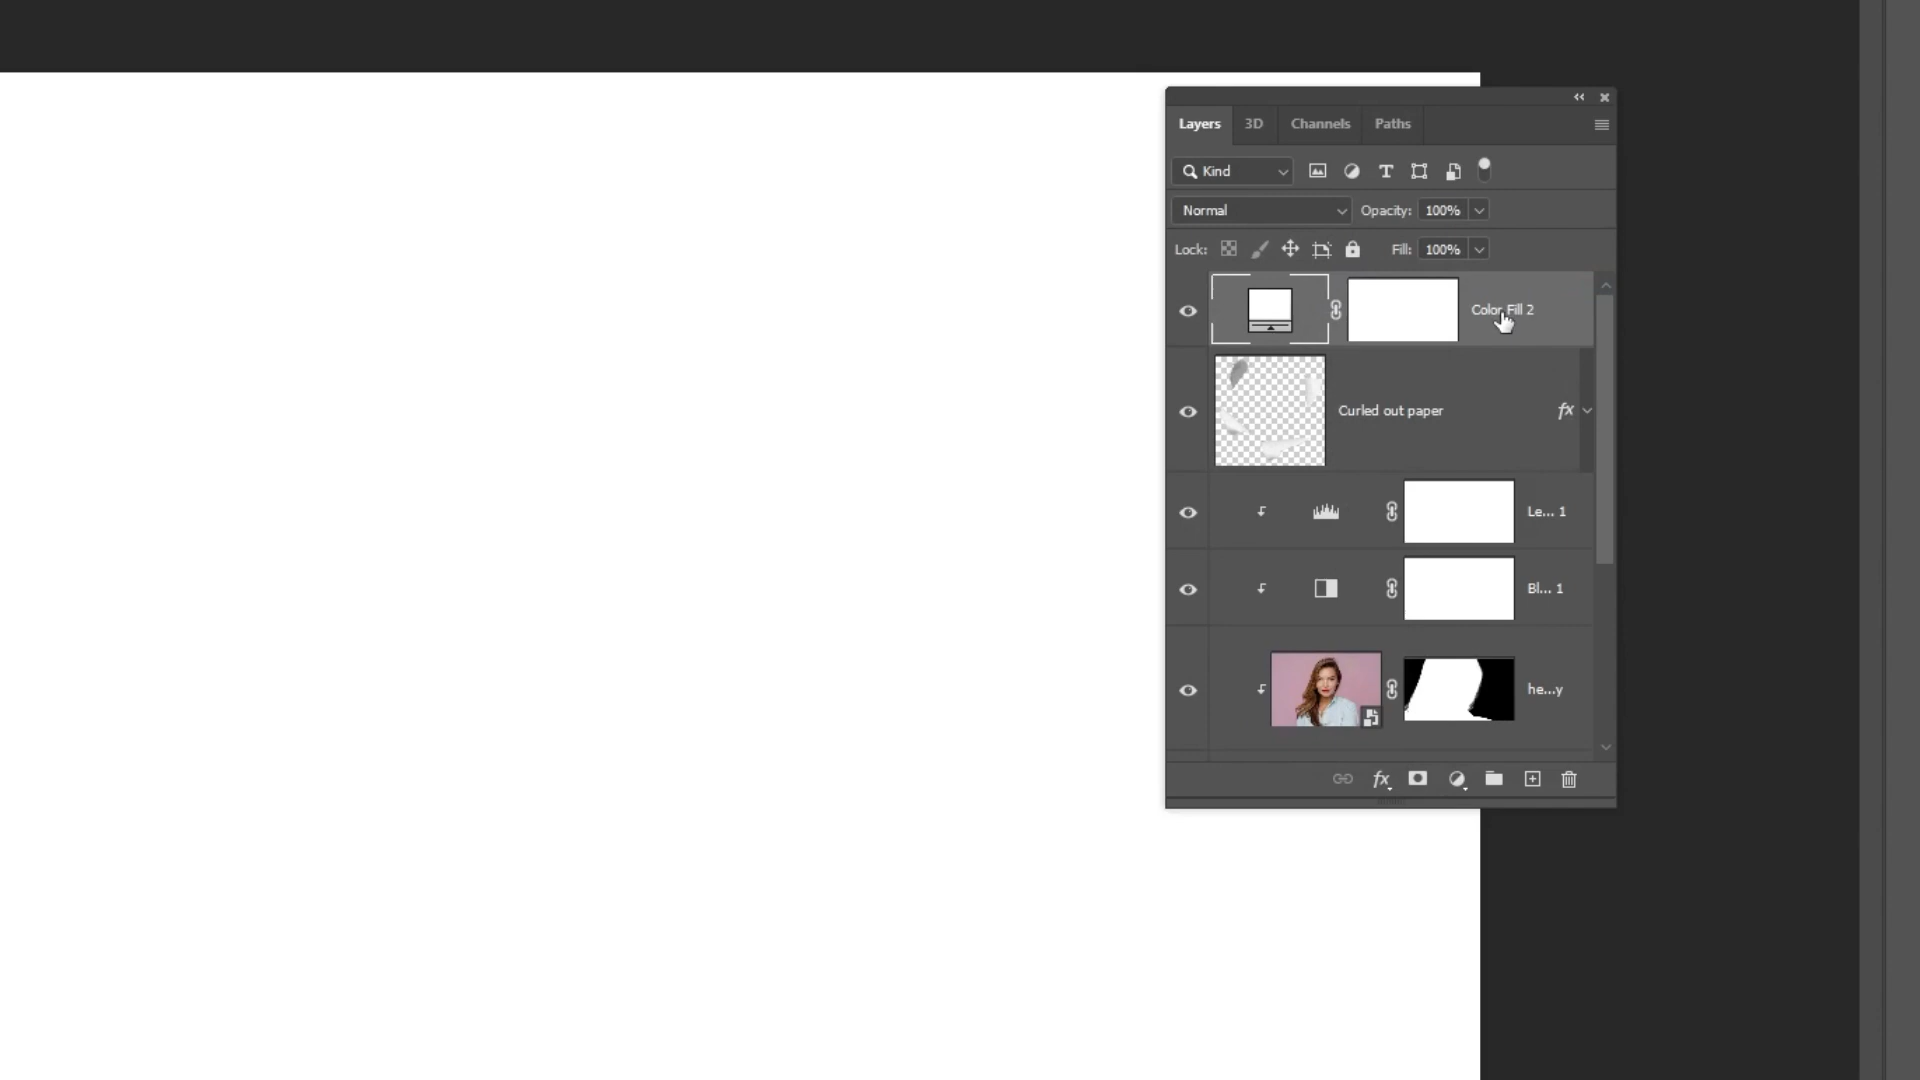 Layers 3D Channels Paths
Kind
Normal Opacity: 100%
Lock: Fill: 100%
Color Fill 2
Curled out paper fx
Le... 1
Bl... 1
he...y
fx